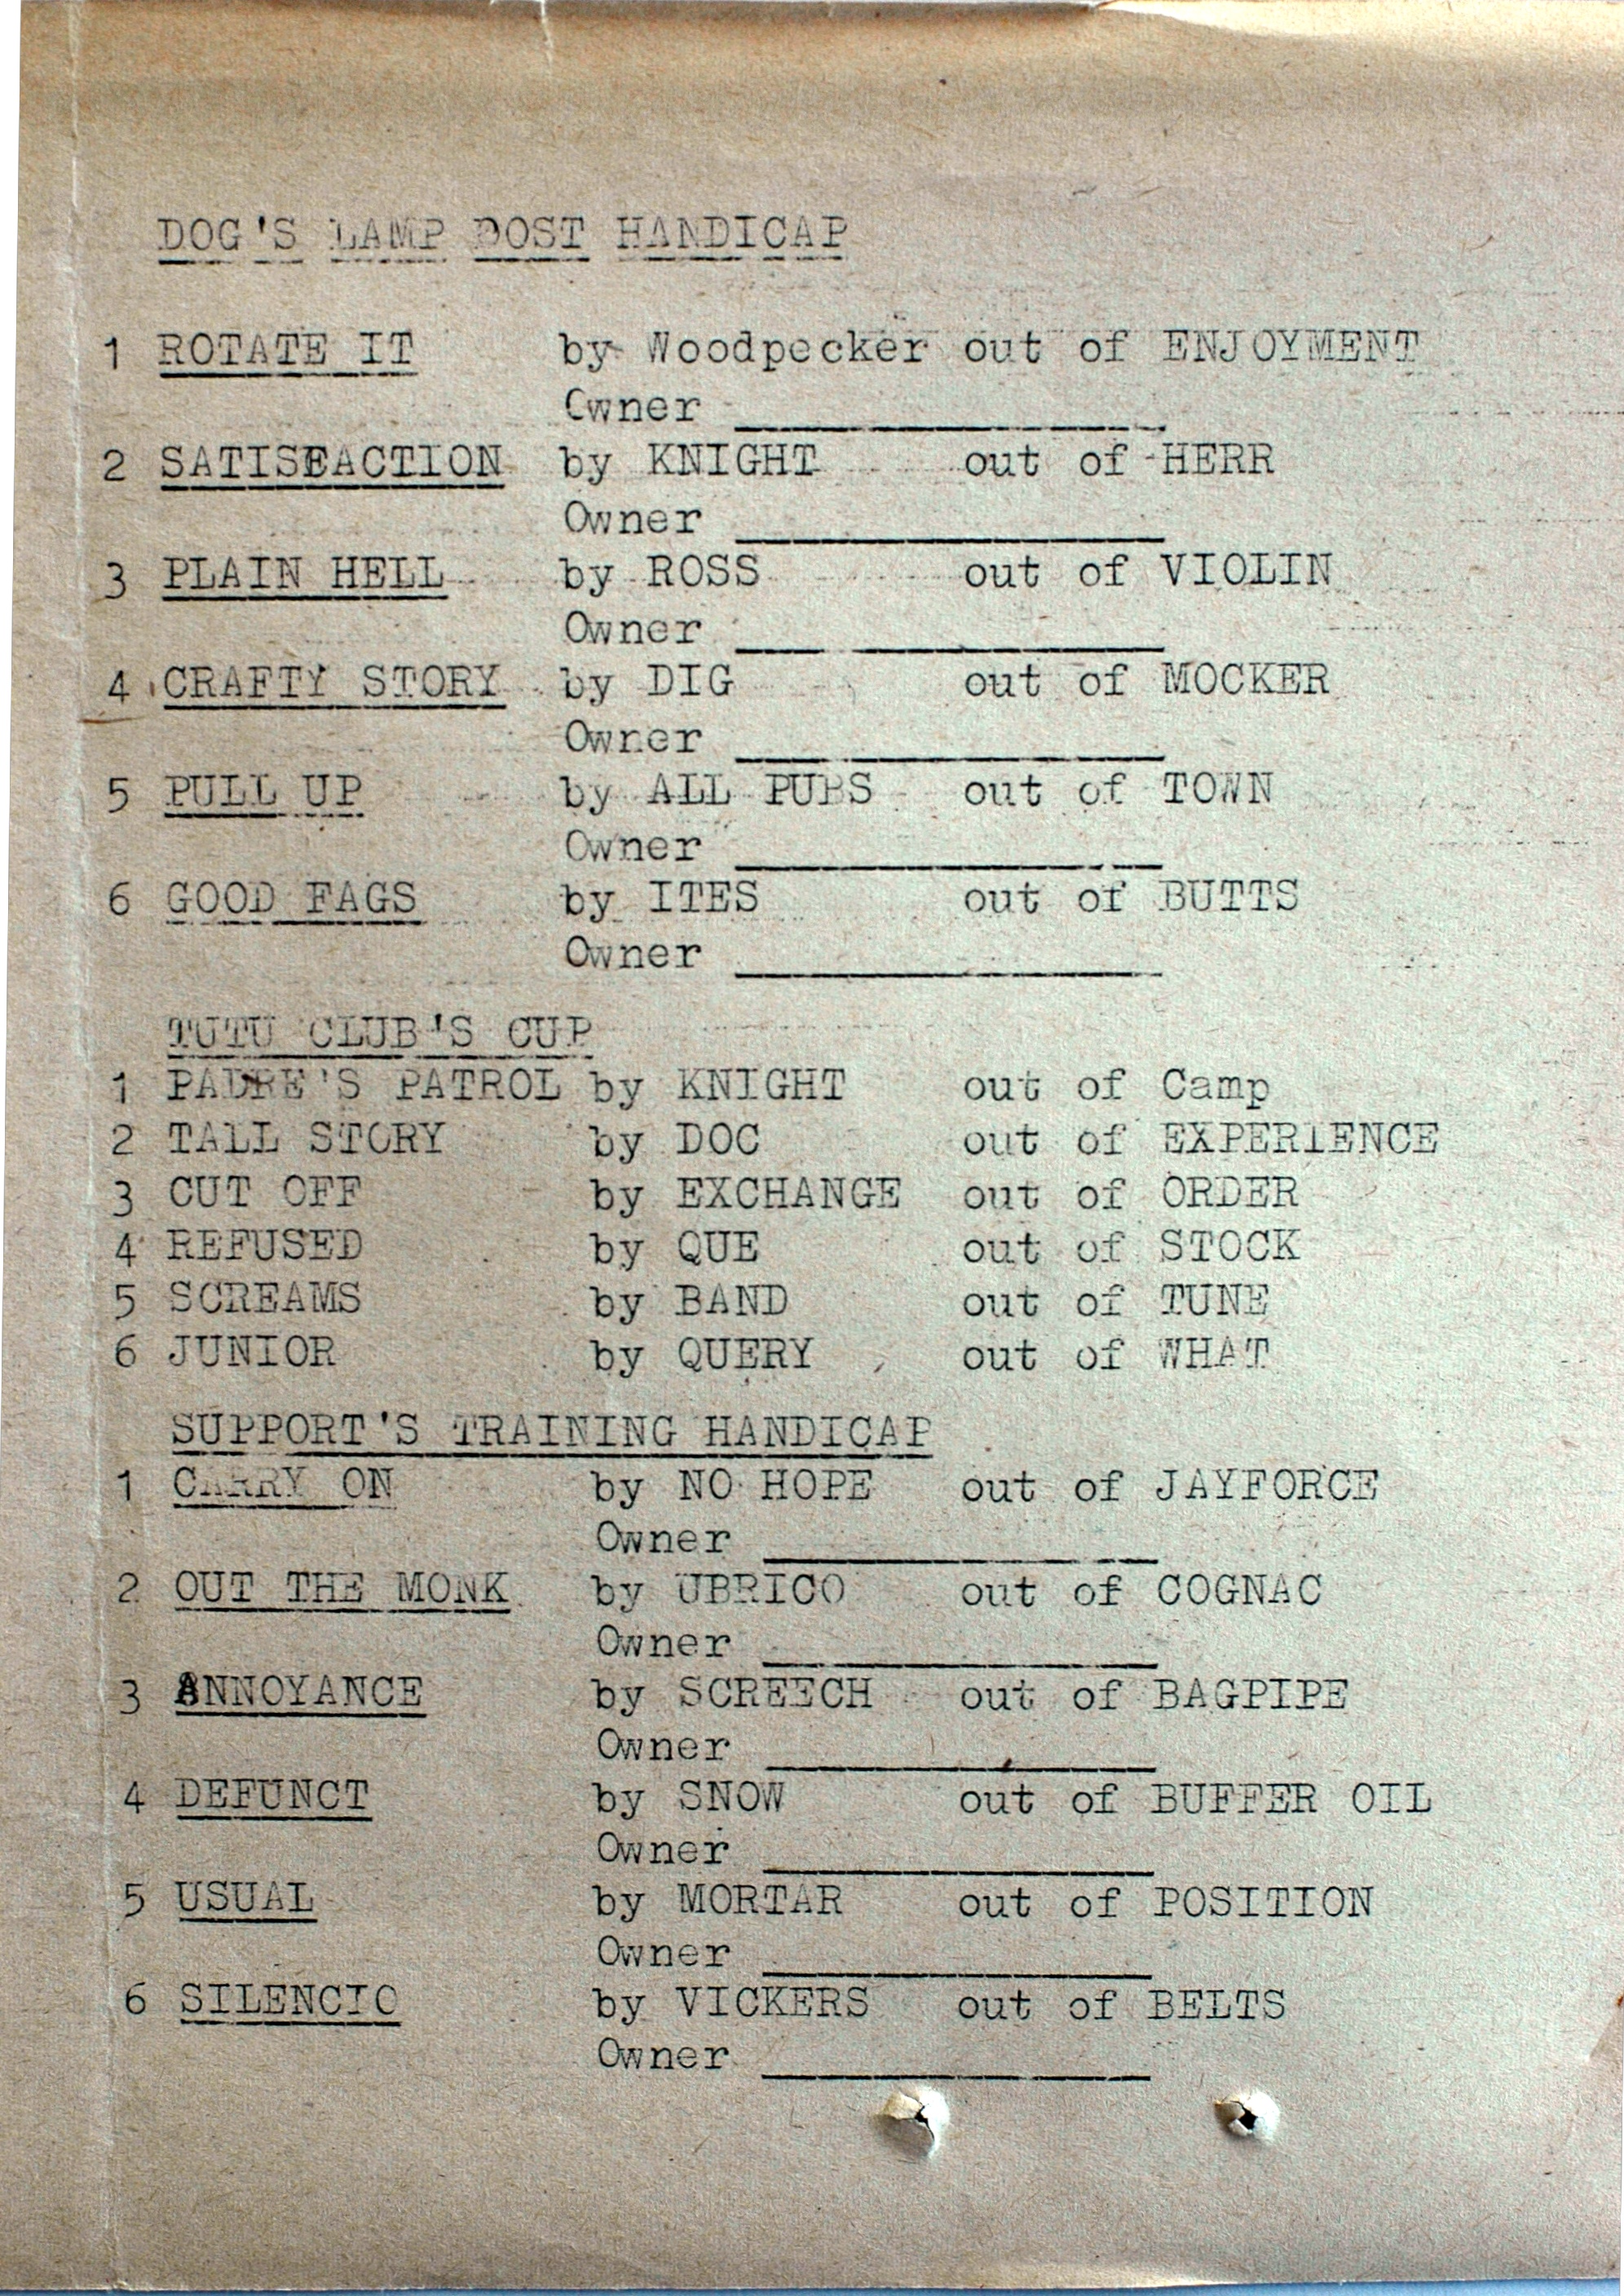 DOG'S LAMP POST HANDICAP
1 ROTATE IT by Woodpecker out of ENJOYMENT
Owner
2 SATISFACTION by KNIGHT out of HERR
Owner
3 PLAIN HELL by ROSS out of VIOLIN
Owner
4 CRAFTY STORY by DIG out of MOCKER
Owner
5 PULL UP by ALL PUBS out of TOWN
Owner
6 GOOD FAGS by ITES out of BUTTS
Owner
TUTU CLUB'S CUP
1 PADRE'S PATROL by KNIGHT out of Camp
2 TALL STORY by DOC out of EXPERIENCE
3 CUT OFF by EXCHANGE out of ORDER
4 REFUSED by QUE out of STOCK
5 SCREAMS by BAND out of TUNE
6 JUNIOR by QUERY out of WHAT
SUPPORT'S TRAINING HANDICAP
1 CARRY ON by NO HOPE out of JAYFORCE
Owner
2 OUT THE MONK by UBRICO out of COGNAC
Owner
3 ANNOYANCE by SCREECH out of BAGPIPE
Owner
4 DEFUNCT by SNOW out of BUFFER OIL
Owner
5 USUAL by MORTAR out of POSITION
Owner
6 SILENCIO by VICKERS out of BELTS
Owner